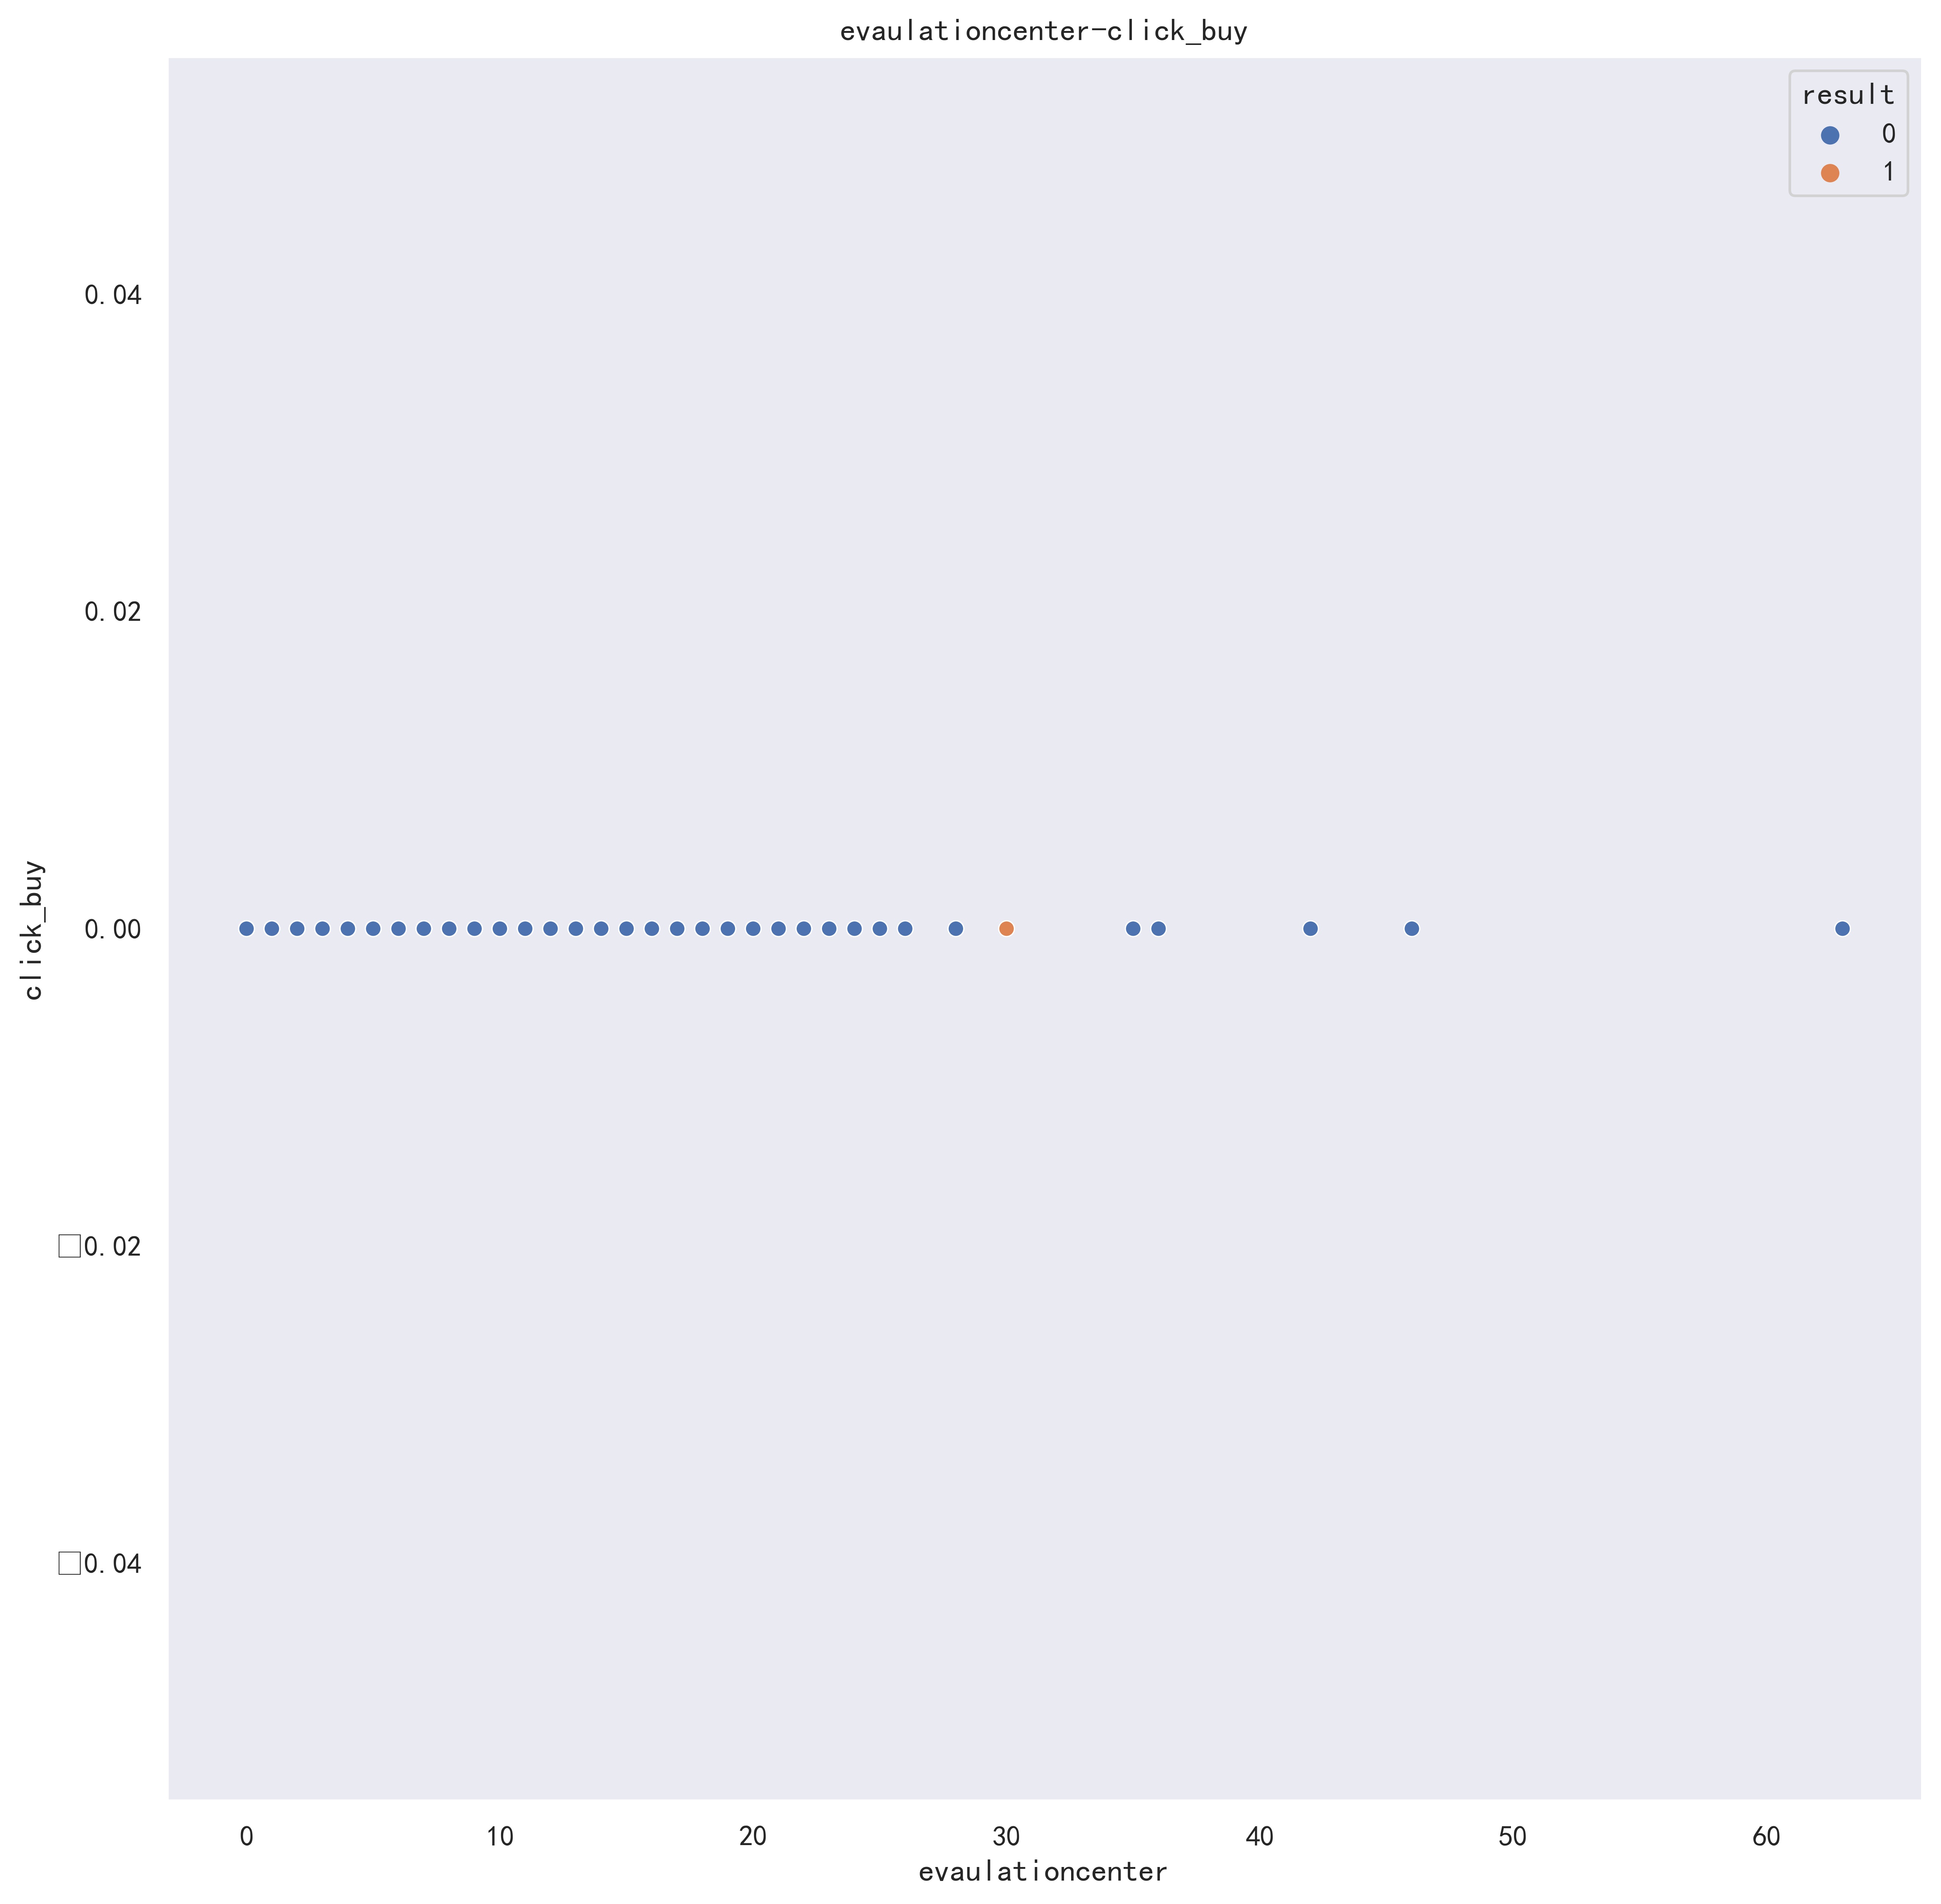 evaulationcenter-click_buy
result
0
1
0.04
0.02
0.00
□0.02
□0.04
click_buy
0 10 20 30 40 50 60
evaulationcenter